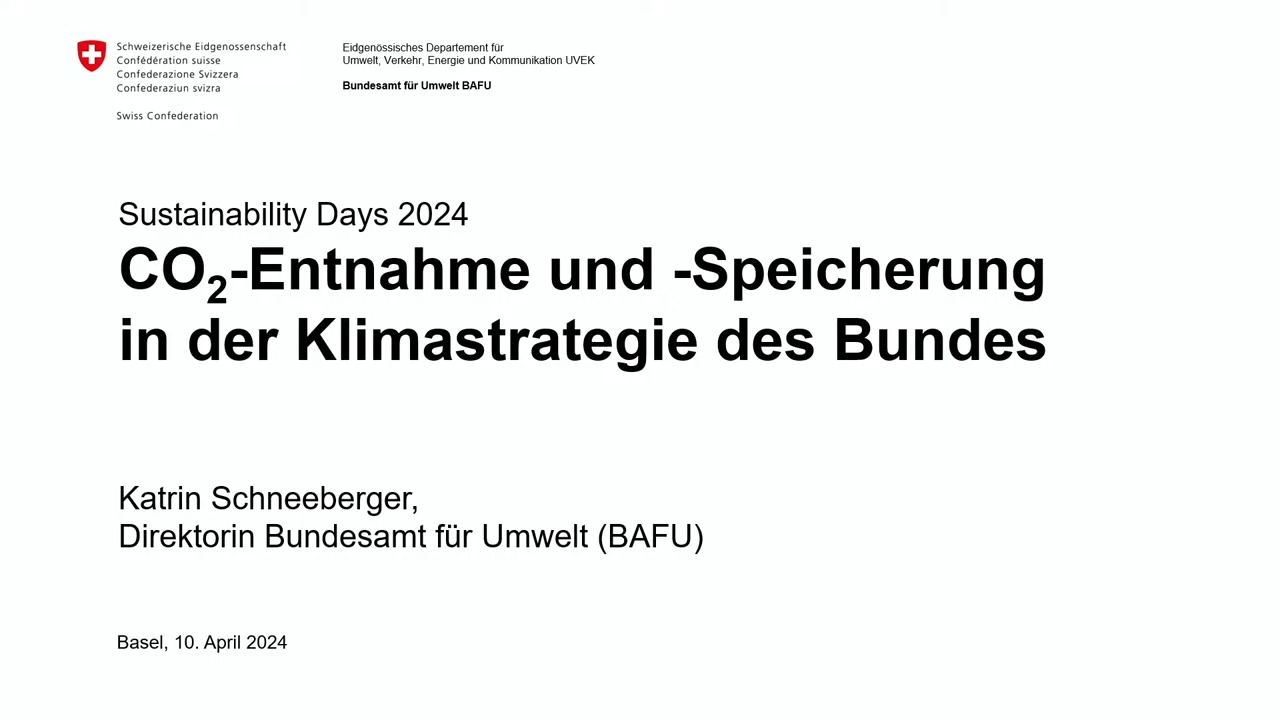 Schweizerische Eidgenossenschaft
Confédération suisse
Confederazione Svizzera
Confederaziun svizra
Swiss Confederation
Eidgenössisches Departement für
Umwelt, Verkehr, Energie und Kommunikation UVEK
Bundesamt für Umwelt BAFU
Sustainability Days 2024
CO₂-Entnahme und -Speicherung
in der Klimastrategie des Bundes
Katrin Schneeberger,
Direktorin Bundesamt für Umwelt (BAFU)
Basel, 10. April 2024